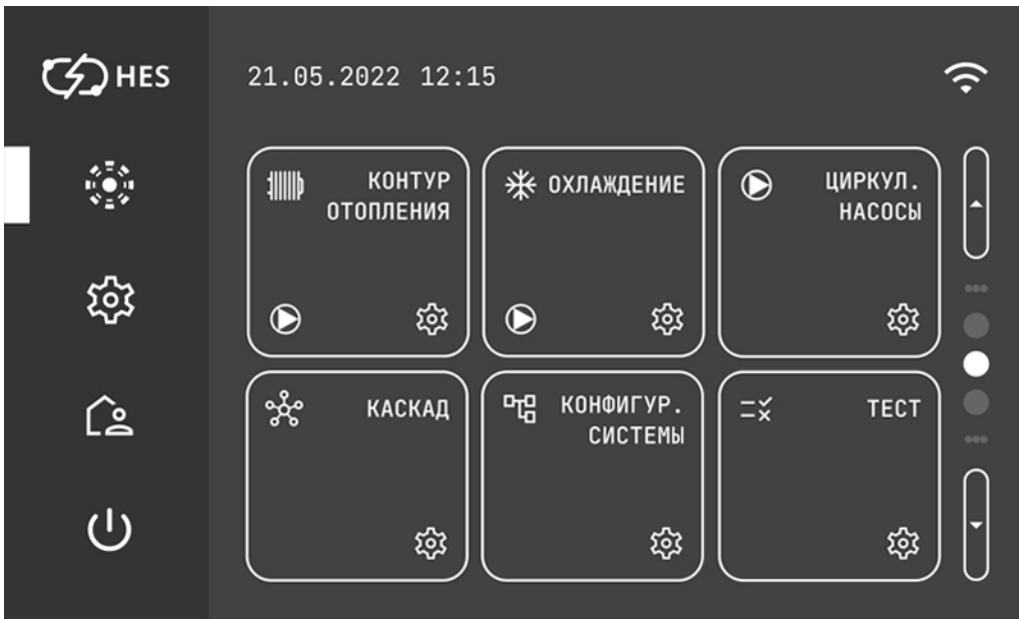 HES
21.05.2022 12:15
КОНТУР
ОТОПЛЕНИЯ
ОХЛАЖДЕНИЕ
ЦИРКУЛ.
НАСОСЫ
КАСКАД
КОНФИГУР.
СИСТЕМЫ
ТЕСТ